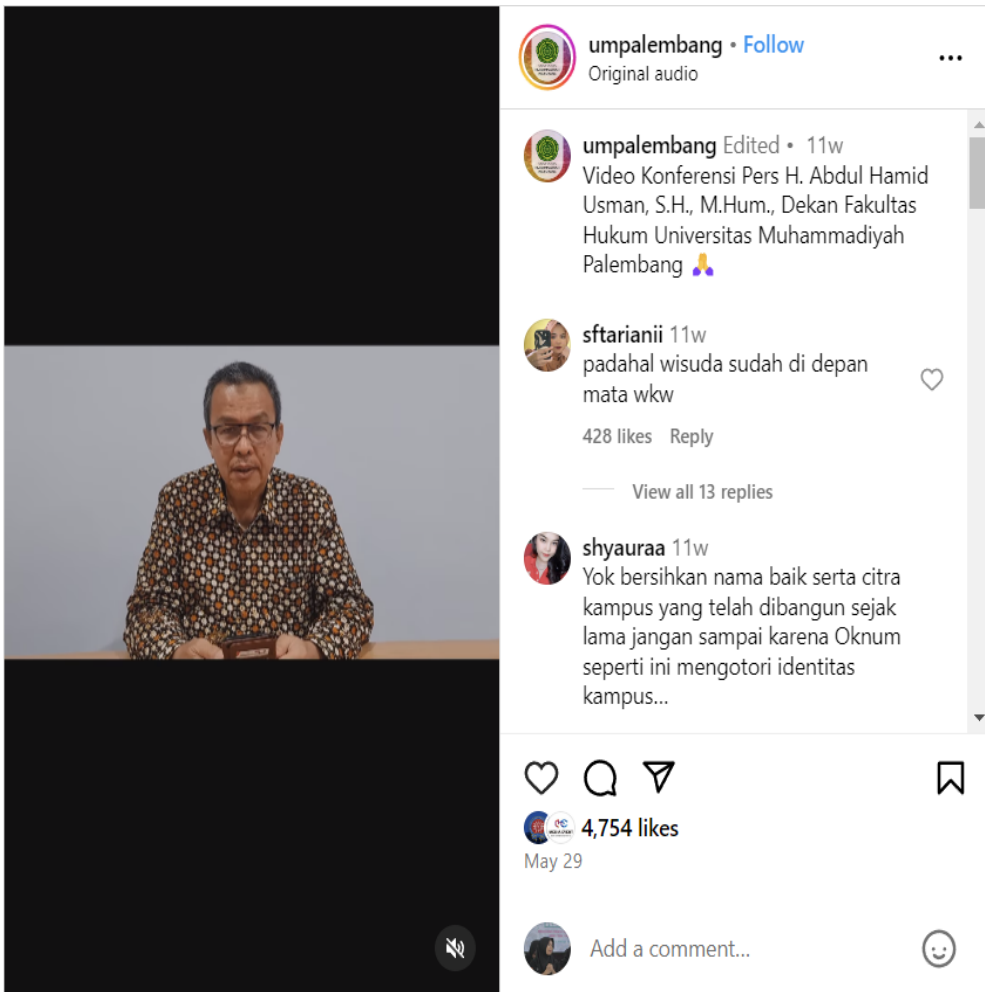 umpalembang • Follow
Original audio
umpalembang Edited • 11w
Video Konferensi Pers H. Abdul Hamid
Usman, S.H., M.Hum., Dekan Fakultas
Hukum Universitas Muhammadiyah
Palembang 🙏
sftarianii 11w
padahal wisuda sudah di depan
mata wkw
428 likes Reply
View all 13 replies
shyauraa 11w
Yok bersihkan nama baik serta citra
kampus yang telah dibangun sejak
lama jangan sampai karena Oknum
seperti ini mengotori identitas
kampus...
4,754 likes
May 29
Add a comment...